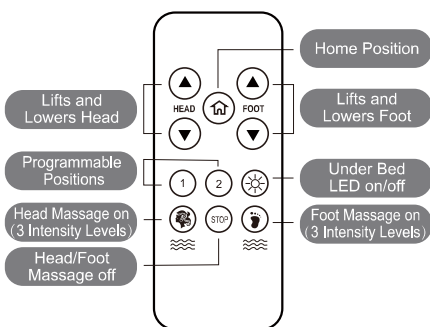 Home Position
HEAD
FOOT
Lifts and
Lowers Head
Lifts and
Lowers Foot
Programmable
Positions
1
2
Under Bed
LED on/off
Head Massage on
(3 Intensity Levels)
STOP
Foot Massage on
(3 Intensity Levels)
Head/Foot
Massage off